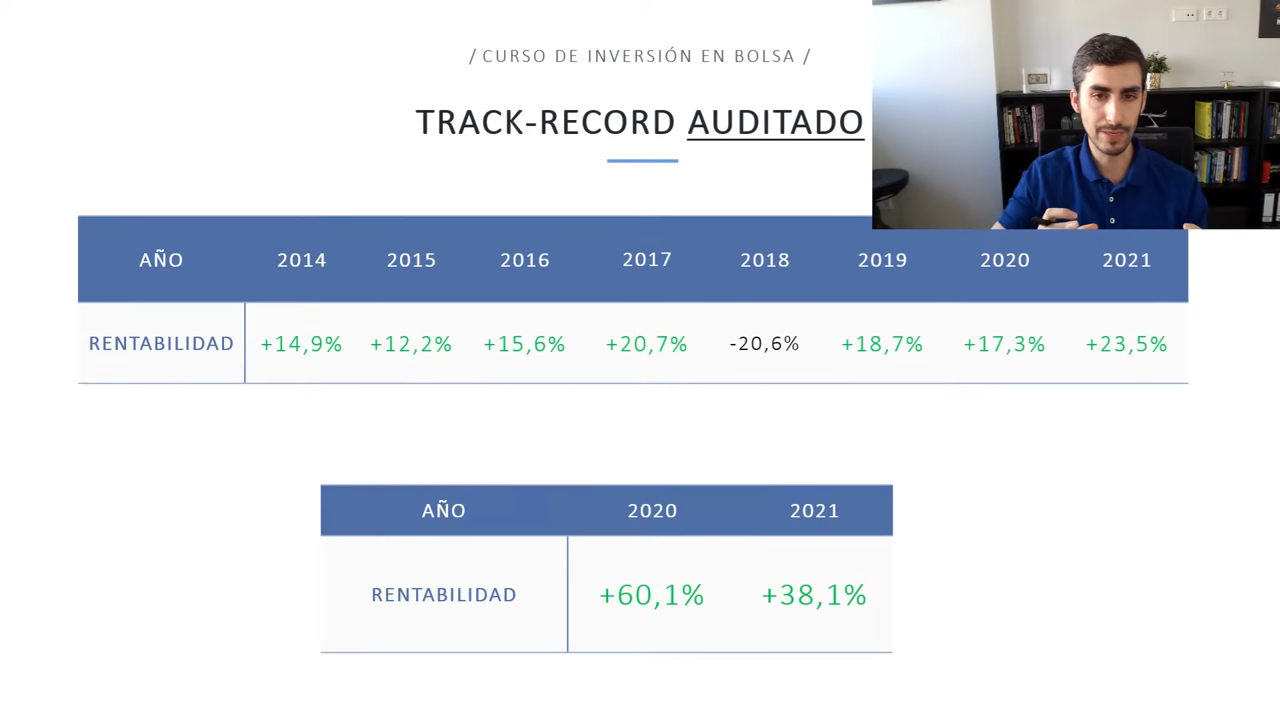 / CURSO DE INVERSIÓN EN BOLSA /
TRACK-RECORD AUDITADO
AÑO 2014 2015 2016 2017 2018 2019 2020 2021
RENTABILIDAD +14,9% +12,2% +15,6% +20,7% -20,6% +18,7% +17,3% +23,5%
AÑO 2020 2021
RENTABILIDAD +60,1% +38,1%